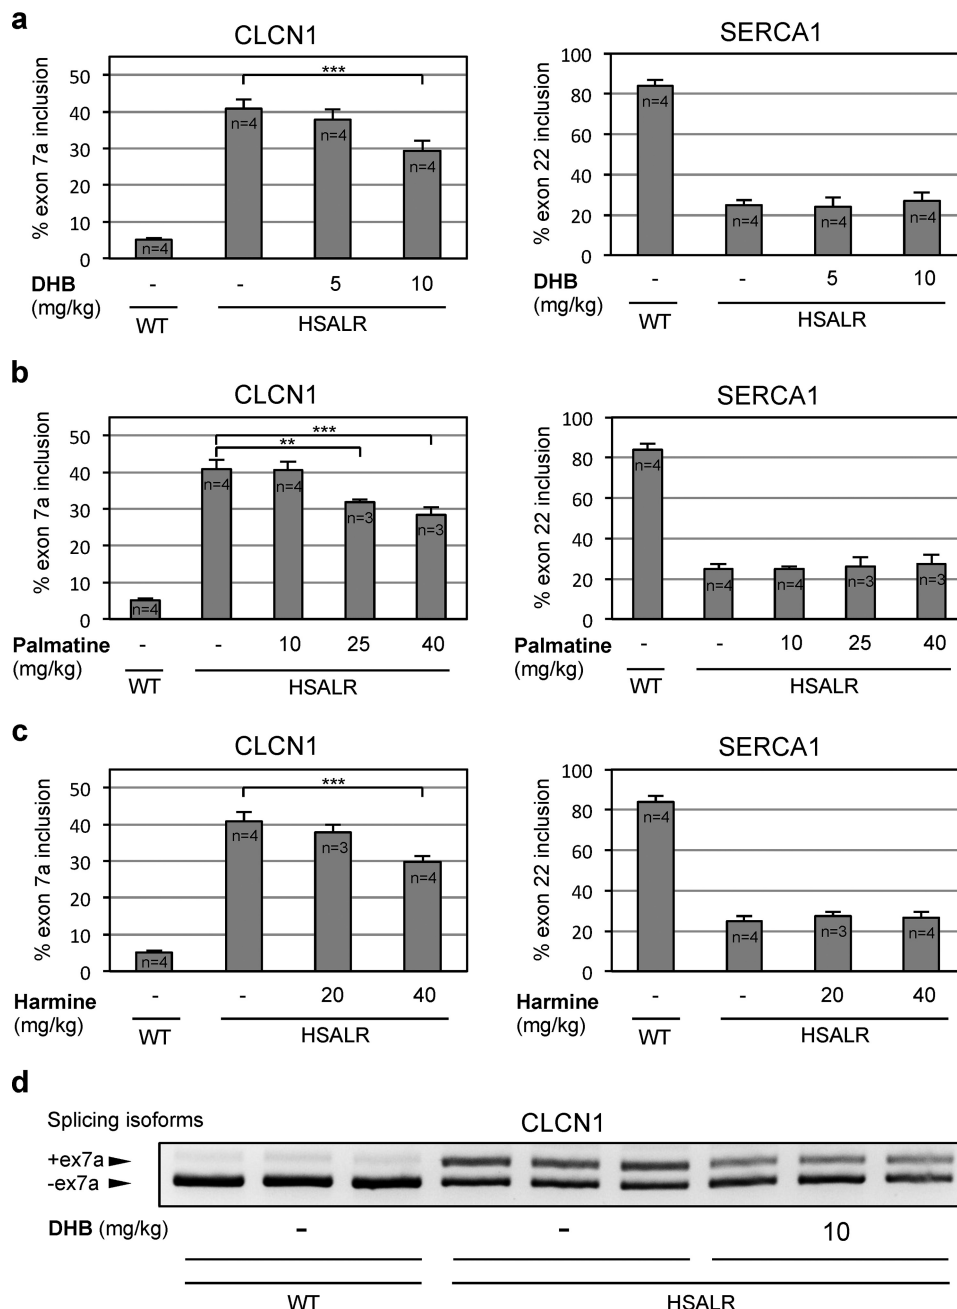 a
CLCN1
% exon 7a inclusion
50
40
30
20
10
0
***
n=4
n=4
n=4
n=4
DHB
(mg/kg)
- - 5 10
WT HSALR
SERCA1
% exon 22 inclusion
100
80
60
40
20
0
n=4
n=4
n=4
n=4
DHB
(mg/kg)
- - 5 10
WT HSALR
b
CLCN1
% exon 7a inclusion
50
40
30
20
10
0
***
**
n=4
n=4
n=4
n=3
n=3
Palmatine
(mg/kg)
- - 10 25 40
WT HSALR
SERCA1
% exon 22 inclusion
100
80
60
40
20
0
n=4
n=4
n=4
n=3
n=3
Palmatine
(mg/kg)
- - 10 25 40
WT HSALR
c
CLCN1
% exon 7a inclusion
50
40
30
20
10
0
***
n=4
n=4
n=3
n=4
Harmine
(mg/kg)
- - 20 40
WT HSALR
SERCA1
% exon 22 inclusion
100
80
60
40
20
0
n=4
n=4
n=3
n=4
Harmine
(mg/kg)
- - 20 40
WT HSALR
d
Splicing isoforms
CLCN1
+ex7a
-ex7a
DHB (mg/kg) - - 10
WT HSALR